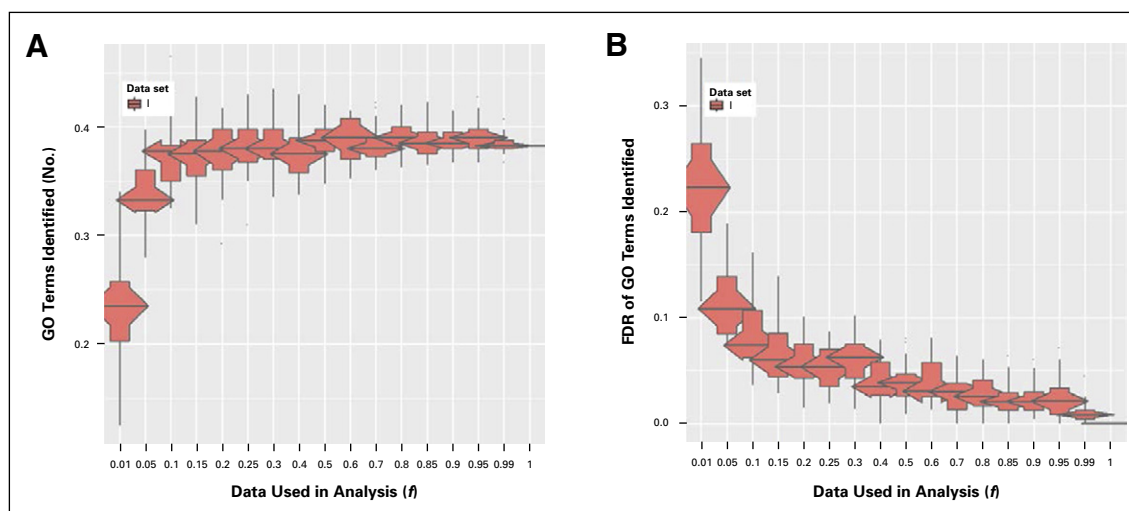 A
Data set
I
GO Terms Identified (No.)
0.4
0.3
0.2
0.01 0.05 0.1 0.15 0.2 0.25 0.3 0.4 0.5 0.6 0.7 0.8 0.85 0.9 0.95 0.99 1
Data Used in Analysis (f)
B
Data set
I
FDR of GO Terms Identified
0.3
0.2
0.1
0.0
0.01 0.05 0.1 0.15 0.2 0.25 0.3 0.4 0.5 0.6 0.7 0.8 0.85 0.9 0.95 0.99 1
Data Used in Analysis (f)